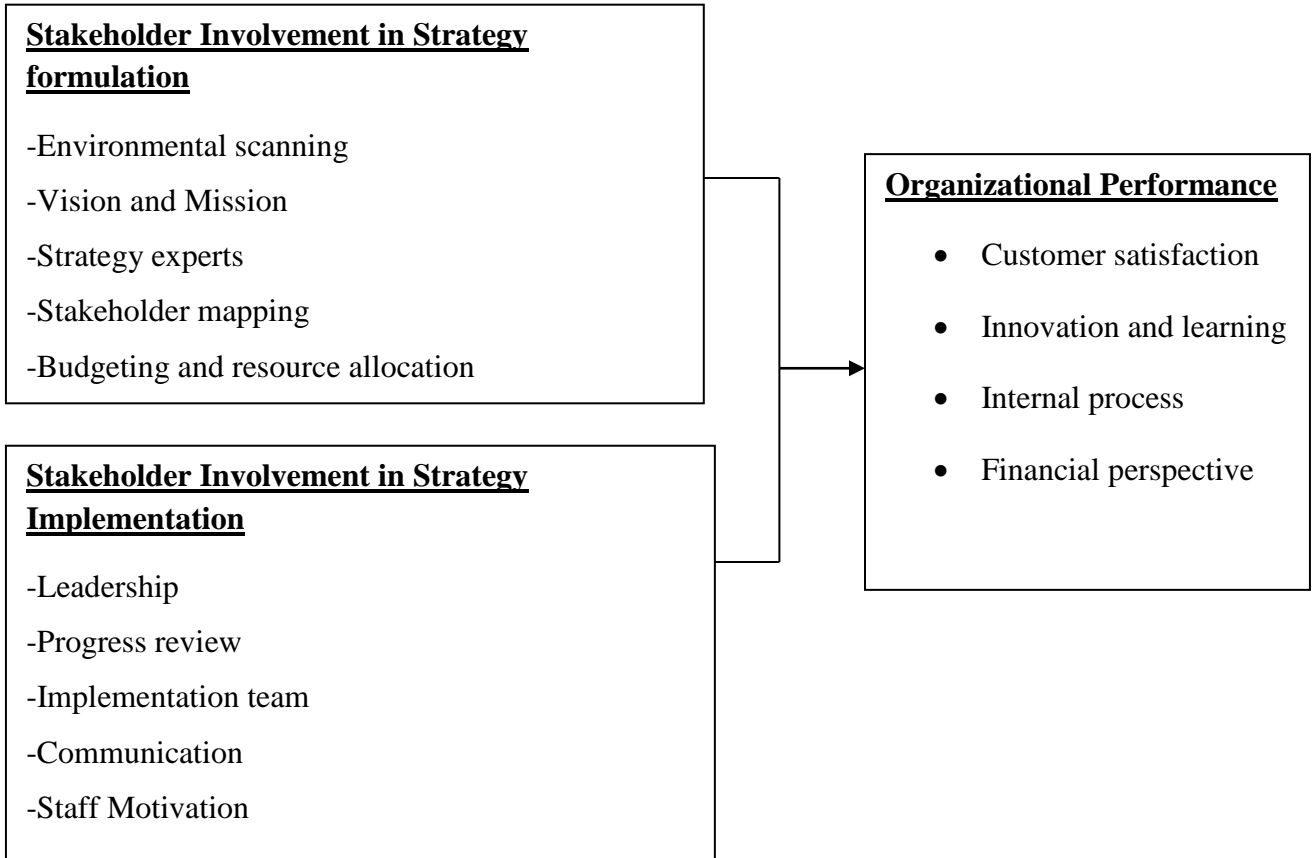 Stakeholder Involvement in Strategy
formulation
-Environmental scanning
-Vision and Mission
-Strategy experts
-Stakeholder mapping
-Budgeting and resource allocation
Stakeholder Involvement in Strategy
Implementation
-Leadership
-Progress review
-Implementation team
-Communication
-Staff Motivation
Organizational Performance
• Customer satisfaction
• Innovation and learning
• Internal process
• Financial perspective